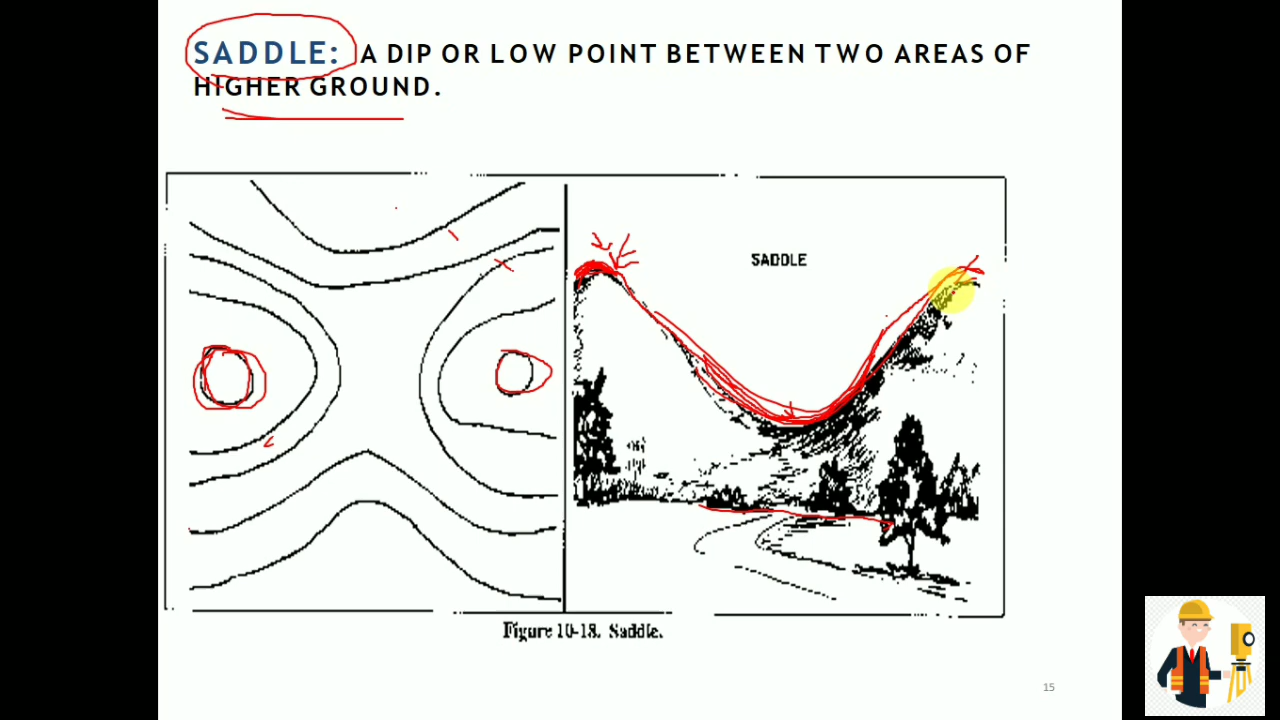 SADDLE: A DIP OR LOW POINT BETWEEN TWO AREAS OF
HIGHER GROUND.
SADDLE
Figure 10-18. Saddle.
15